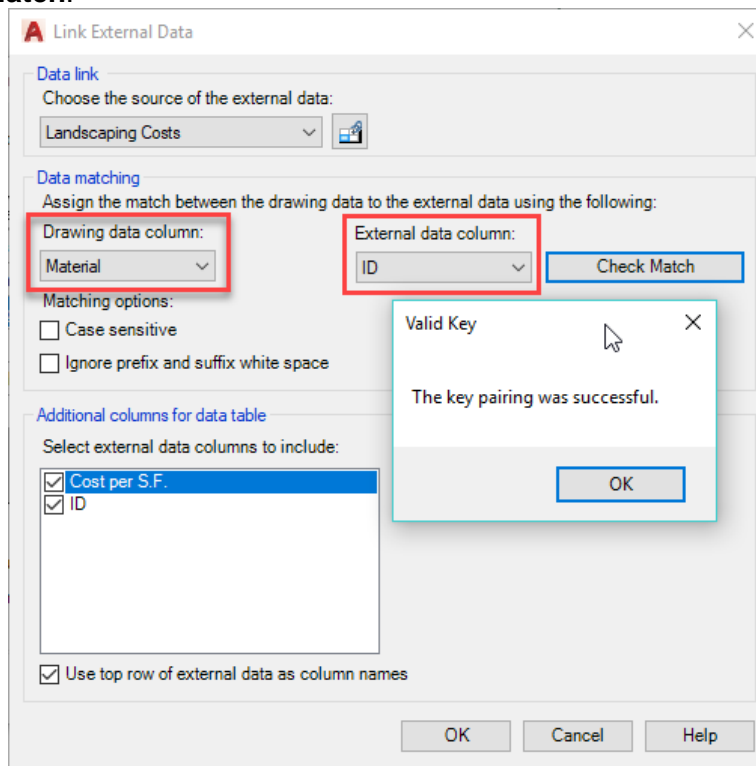 Link External Data
Data link
Choose the source of the external data:
Landscaping Costs
Data matching
Assign the match between the drawing data to the external data using the following:
Drawing data column:
External data column:
Material
ID
Check Match
Matching options:
Case sensitive
Ignore prefix and suffix white space
Valid Key
The key pairing was successful.
OK
Additional columns for data table
Select external data columns to include:
Cost per S.F.
ID
Use top row of external data as column names
OK
Cancel
Help